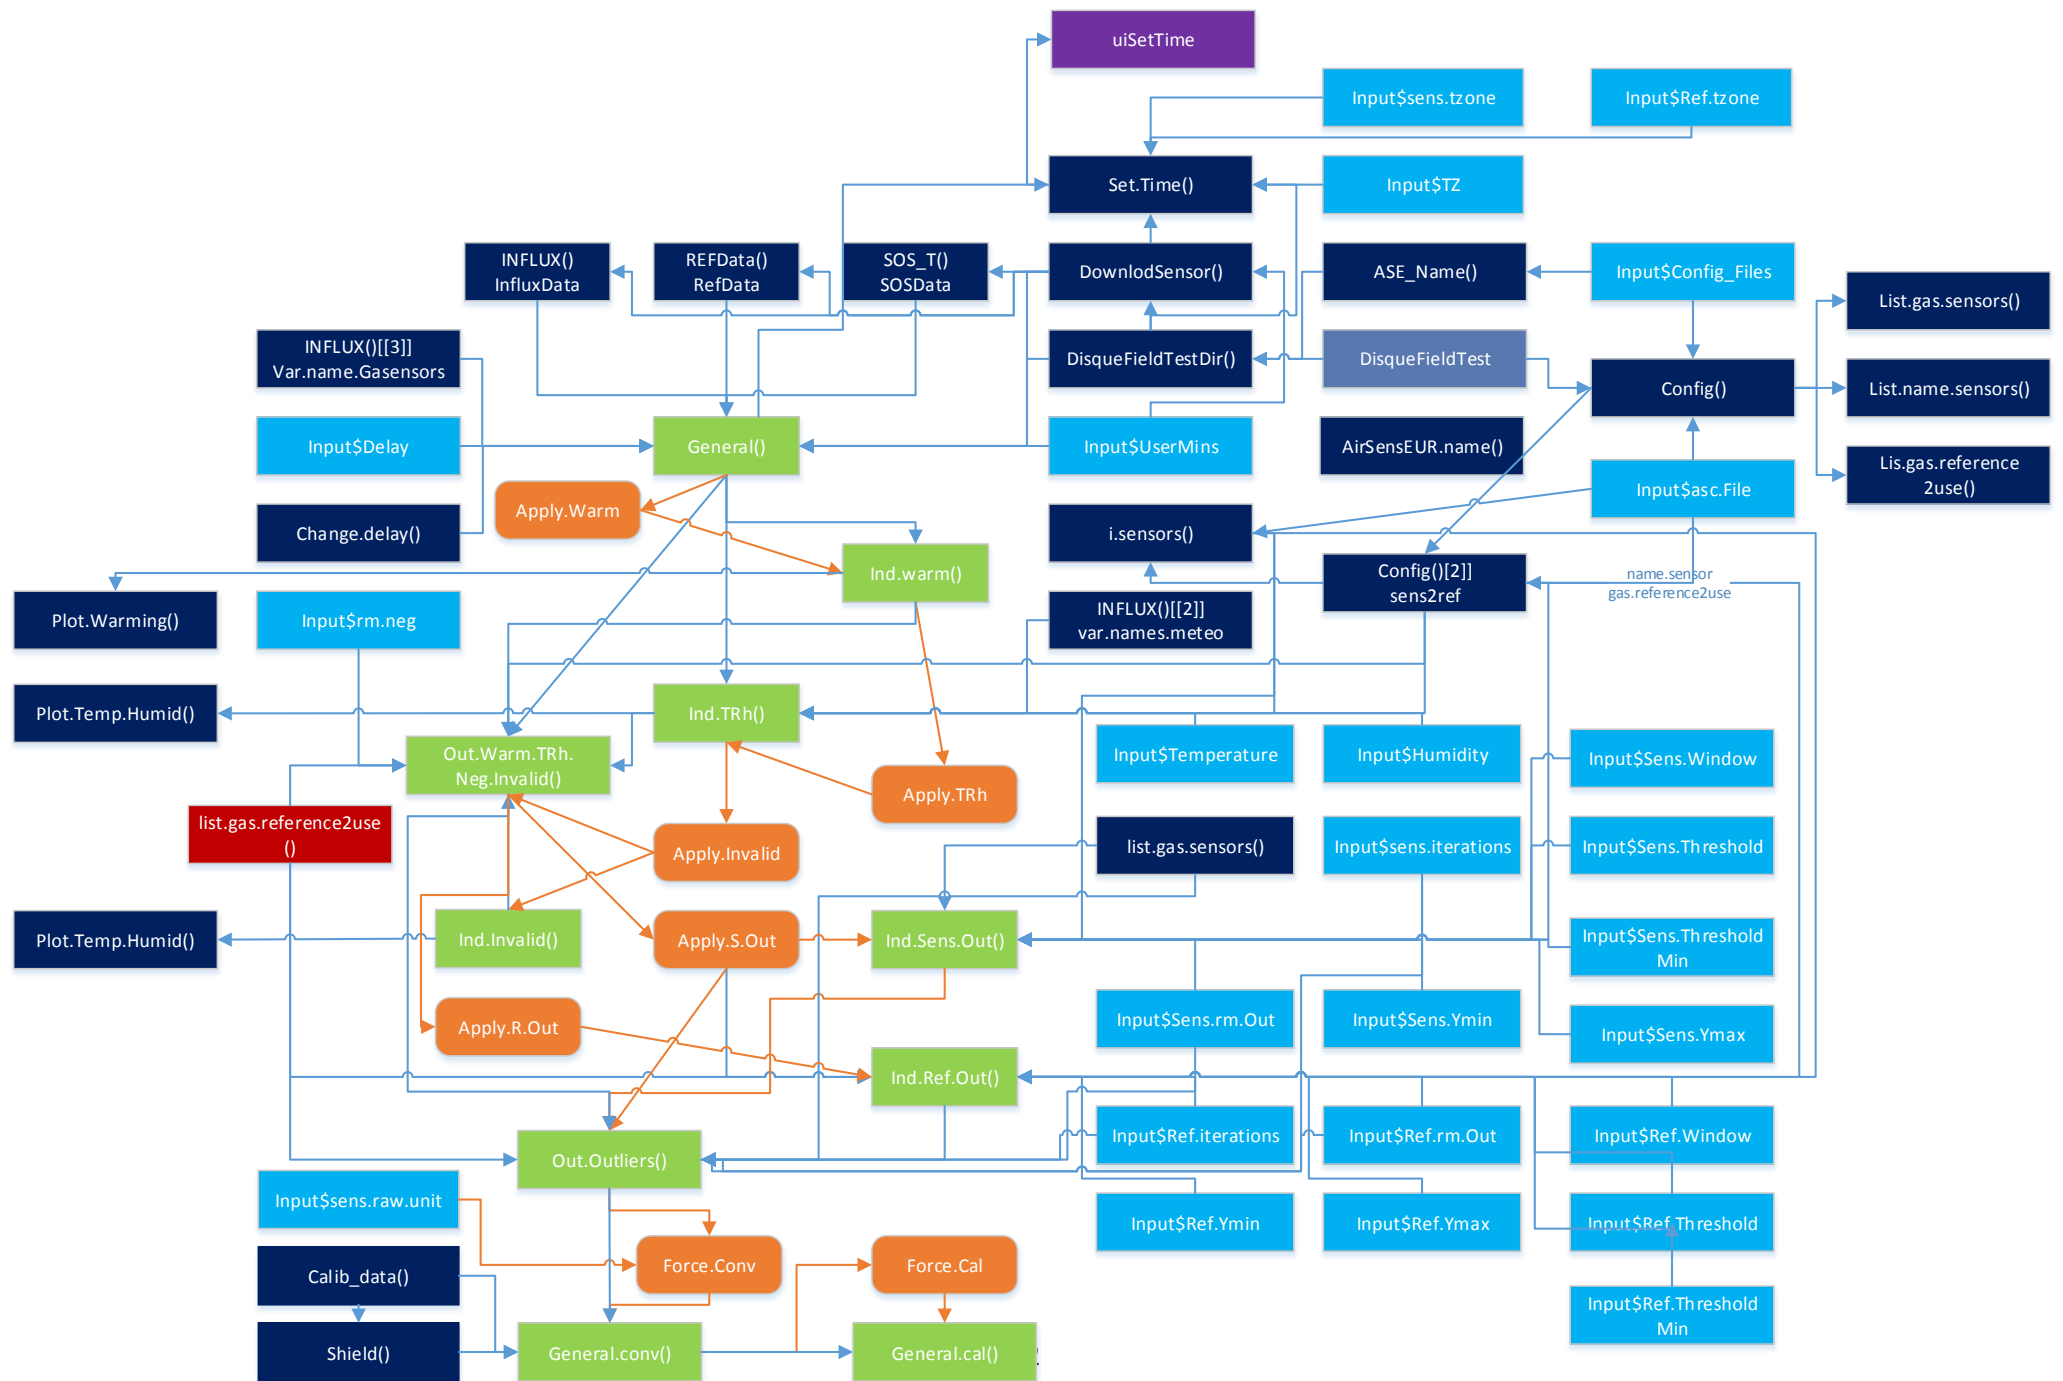 uiSetTime
Input$sens.tzone
Input$Ref.tzone
Set.Time()
Input$TZ
INFLUX()
InfluxData
REFData()
RefData
SOS_T()
SOSData
DownlodSensor()
ASE_Name()
Input$Config_Files
List.gas.sensors()
INFLUX()[[3]]
Var.name.Gasensors
DisqueFieldTestDir()
DisqueFieldTest
Config()
List.name.sensors()
Input$Delay
General()
Input$UserMins
AirSensEUR.name()
Lis.gas.reference
2use()
Input$asc.File
Apply.Warm
Change.delay()
i.sensors()
Ind.warm()
Config()[2]]
sens2ref
name.sensor
gas.reference2use
Plot.Warming()
Input$rm.neg
INFLUX()[[2]]
var.names.meteo
Plot.Temp.Humid()
Ind.TRh()
Out.Warm.TRh.
Neg.Invalid()
Input$Temperature
Input$Humidity
Input$Sens.Window
Apply.TRh
list.gas.reference2use
()
Apply.Invalid
list.gas.sensors()
Input$sens.iterations
Input$Sens.Threshold
Plot.Temp.Humid()
Ind.Invalid()
Apply.S.Out
Ind.Sens.Out()
Input$Sens.Threshold
Min
Apply.R.Out
Input$Sens.rm.Out
Input$Sens.Ymin
Input$Sens.Ymax
Ind.Ref.Out()
Input$Ref.iterations
Input$Ref.rm.Out
Input$Ref.Window
Out.Outliers()
Input$sens.raw.unit
Input$Ref.Ymin
Input$Ref.Ymax
Input$Ref.Threshold
Calib_data()
Force.Conv
Force.Cal
Input$Ref.Threshold
Min
Shield()
General.conv()
General.cal()